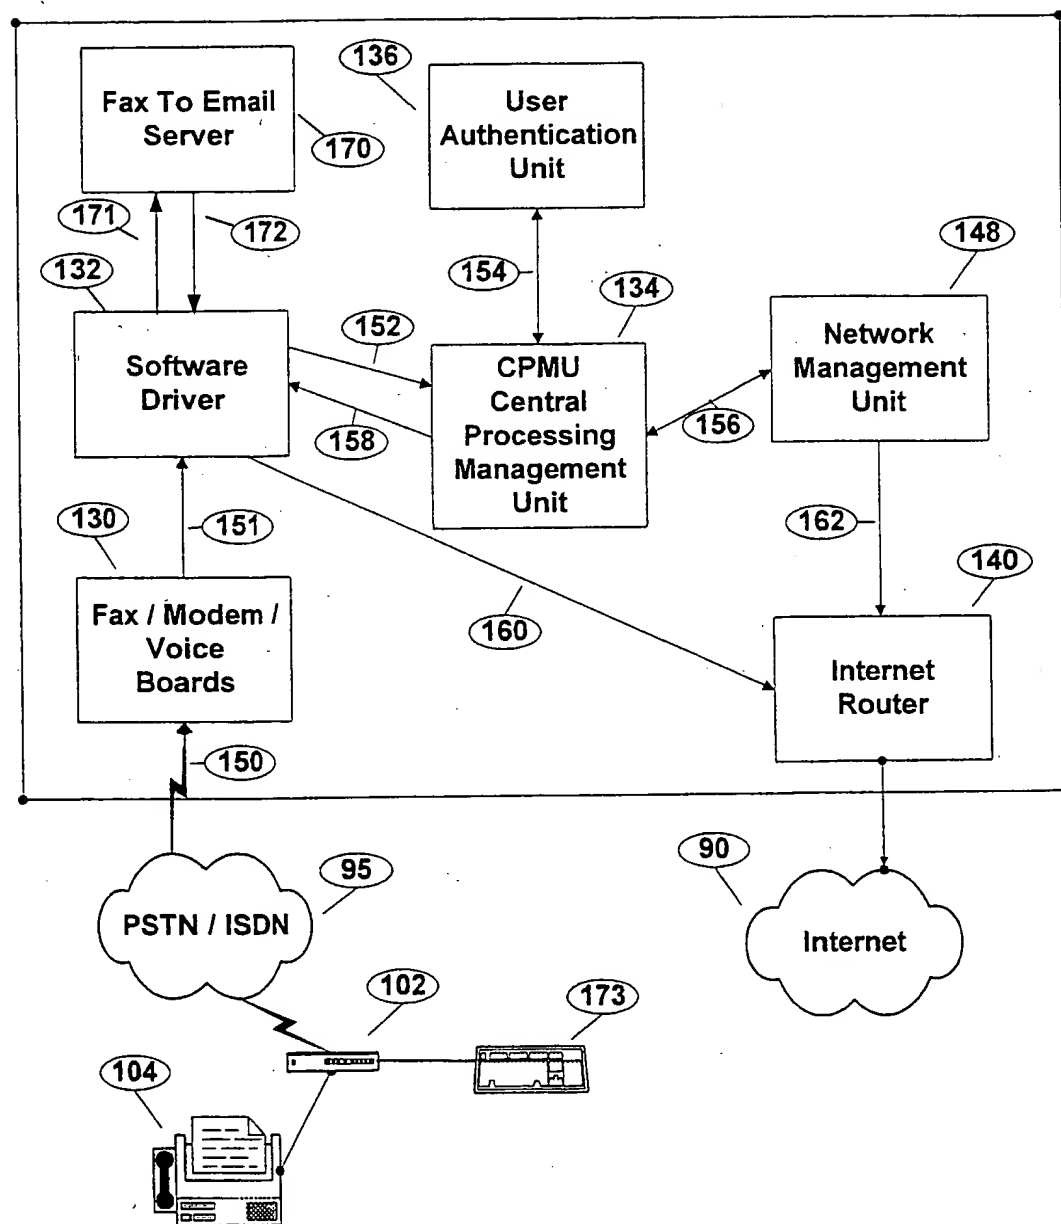 136
Fax To Email
Server
User
Authentication
Unit
170
171
172
148
132
154
134
152
Software
Driver
CPMU
Central
Processing
Management
Unit
Network
Management
Unit
158
156
130
151
162
140
Fax / Modem /
Voice
Boards
160
Internet
Router
150
90
95
PSTN / ISDN
Internet
102
173
104